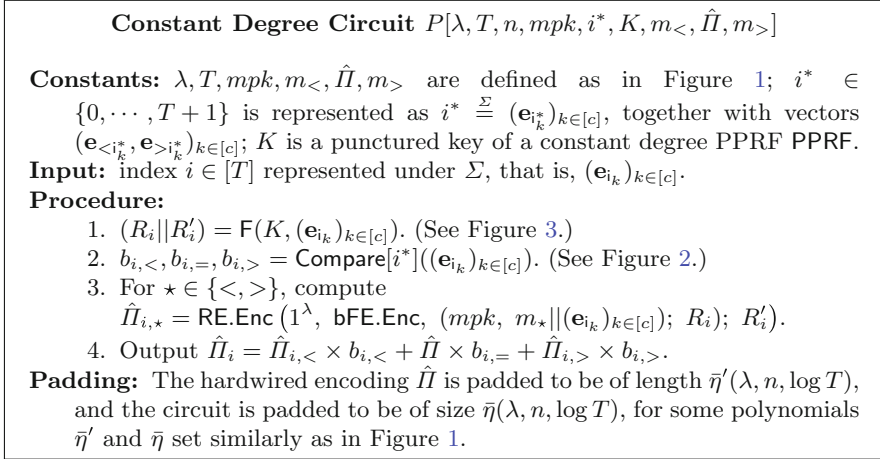 Constant Degree Circuit P[λ, T, n, mpk, i*, K, m_<, Π̂, m_>]
Constants: λ, T, mpk, m_<, Π̂, m_> are defined as in Figure 1; i* ∈
{0, ⋯ , T + 1} is represented as i* =^Σ (e_{i*_k})_{k∈[c]}, together with vectors
(e_{<i*_k}, e_{>i*_k})_{k∈[c]}; K is a punctured key of a constant degree PPRF PPRF.
Input: index i ∈ [T] represented under Σ, that is, (e_{i_k})_{k∈[c]}.
Procedure:
1. (R_i||R'_i) = F(K, (e_{i_k})_{k∈[c]}). (See Figure 3.)
2. b_{i,<}, b_{i,=}, b_{i,>} = Compare[i*]((e_{i_k})_{k∈[c]}). (See Figure 2.)
3. For ⋆ ∈ {<, >}, compute
Π̂_{i,⋆} = RE.Enc (1^λ, bFE.Enc, (mpk, m_⋆||(e_{i_k})_{k∈[c]}); R_i); R'_i).
4. Output Π̂_i = Π̂_{i,<} × b_{i,<} + Π̂ × b_{i,=} + Π̂_{i,>} × b_{i,>}.
Padding: The hardwired encoding Π̂ is padded to be of length η̄'(λ, n, log T),
and the circuit is padded to be of size η̄(λ, n, log T), for some polynomials
η̄' and η̄ set similarly as in Figure 1.